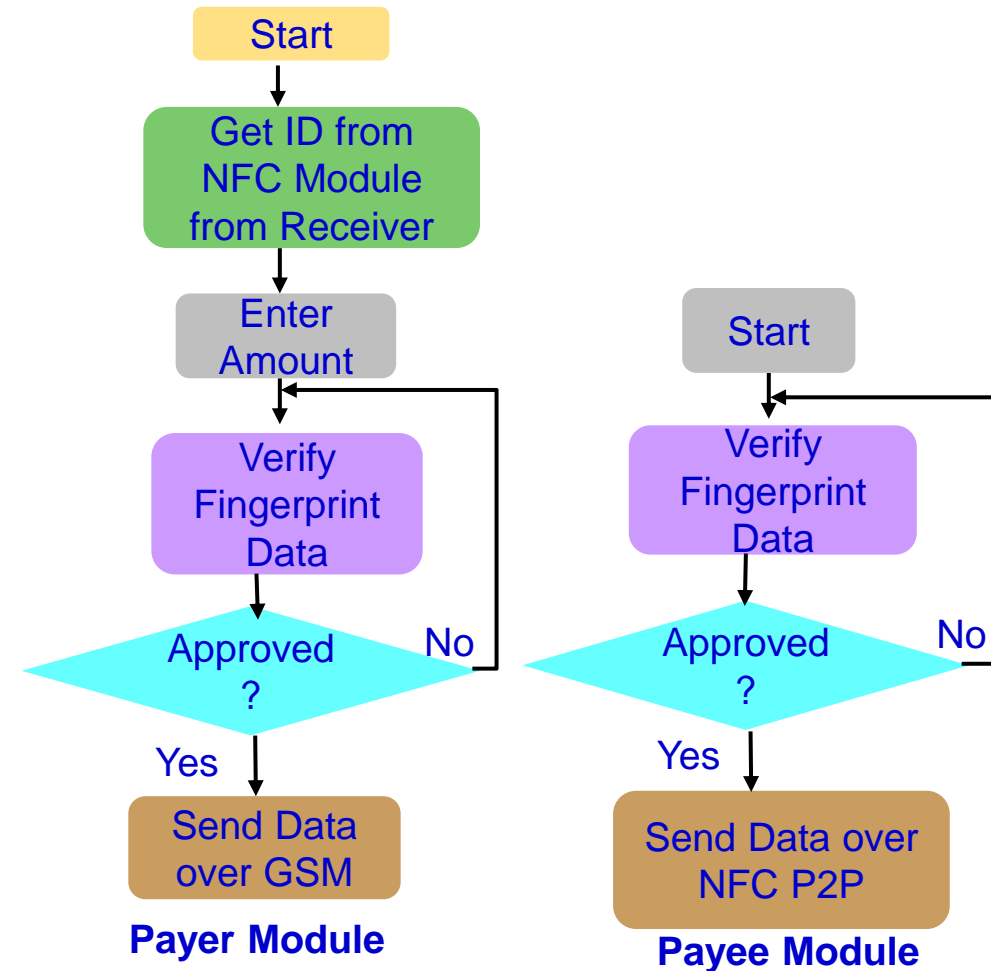 Start
Get ID from
NFC Module
from Receiver
Enter
Amount
Verify
Fingerprint
Data
Approved
?
No
Yes
Send Data
over GSM
Payer Module
Start
Verify
Fingerprint
Data
Approved
?
No
Yes
Send Data over
NFC P2P
Payee Module